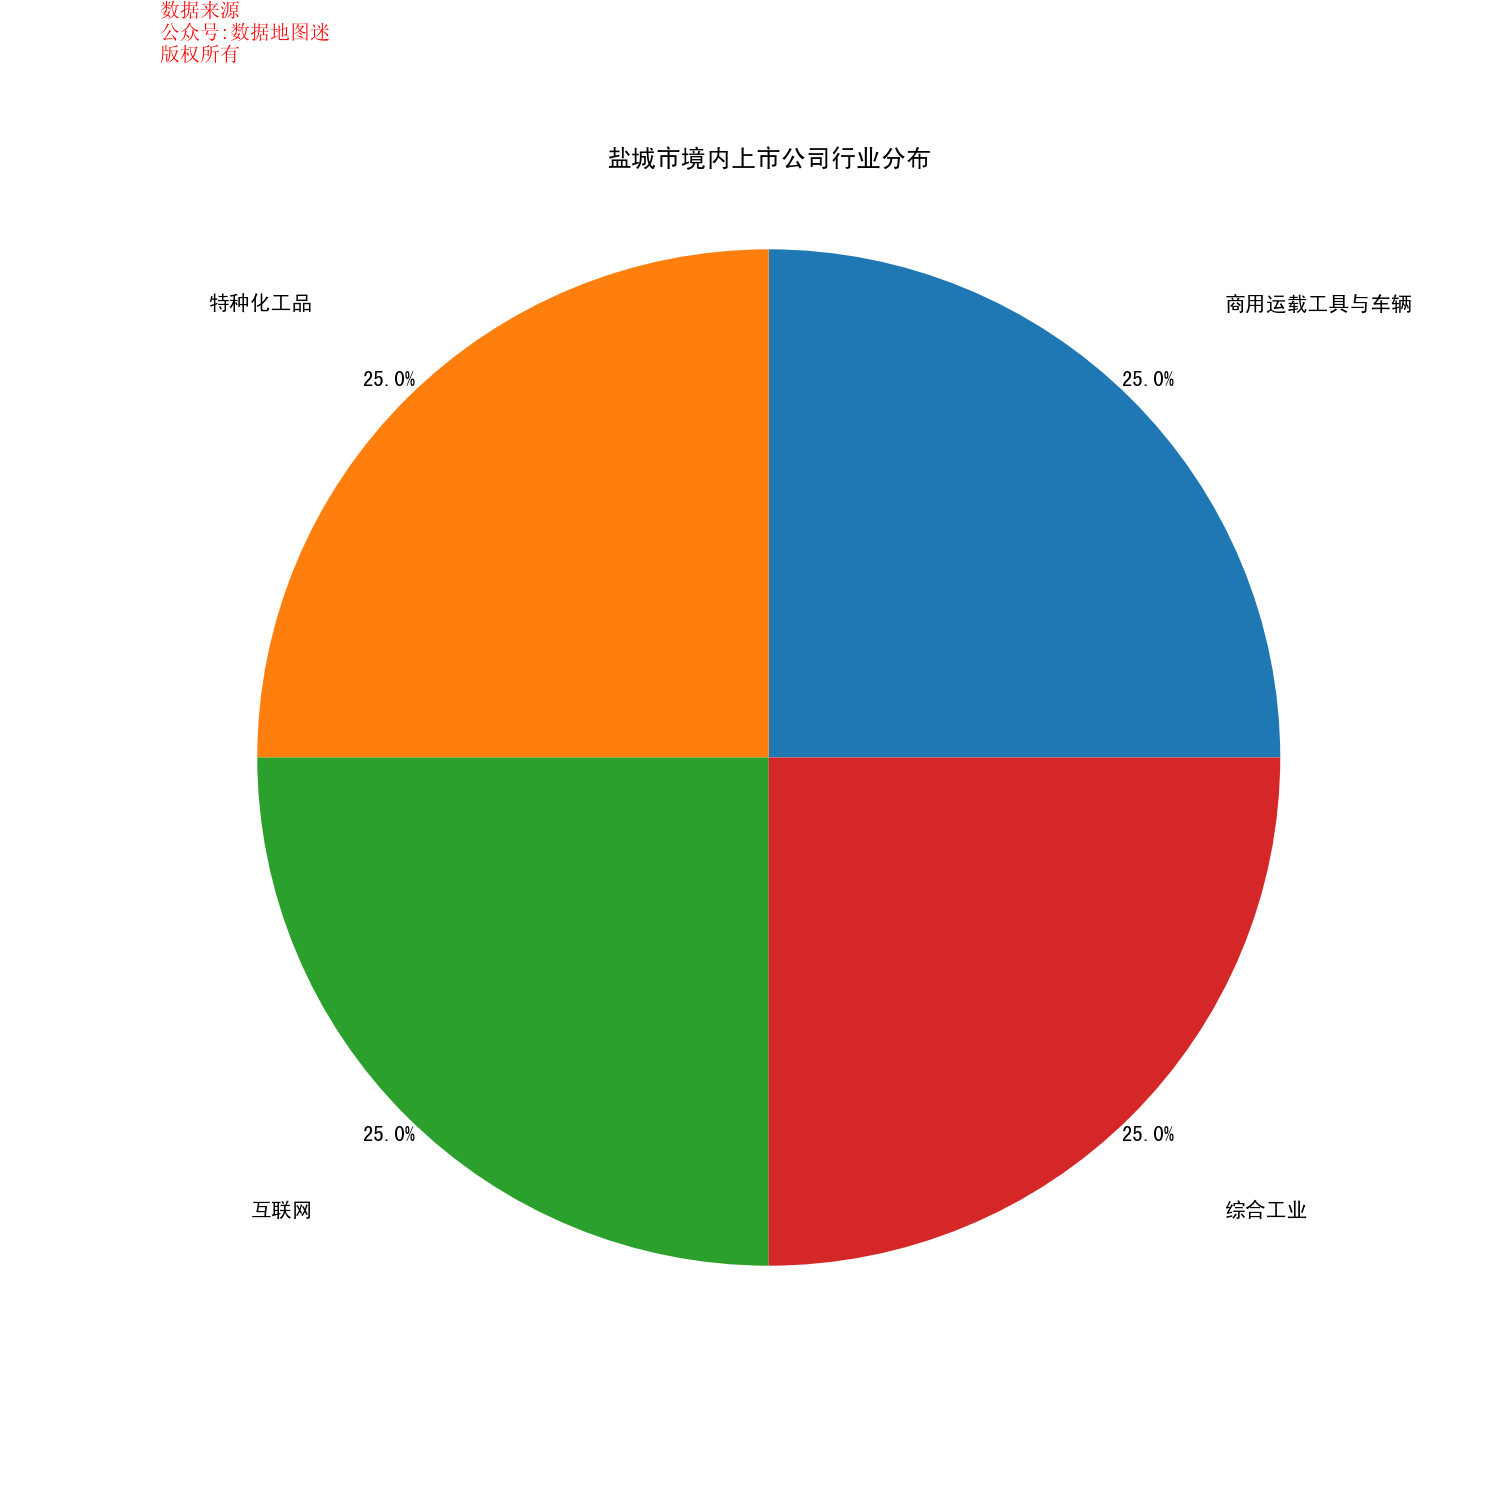 数据来源
公众号:数据地图迷
版权所有
盐城市境内上市公司行业分布
特种化工品
商用运载工具与车辆
25.0%
25.0%
25.0%
25.0%
互联网
综合工业